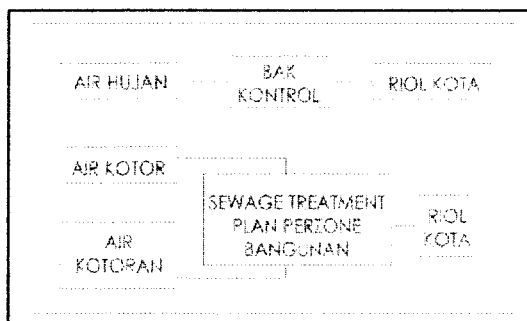 AIR HUJAN
BAK
KONTROL
RIOL KOTA
AIR KOTOR
SEWAGE TREATMENT
PLAN PERZONE
BANGUNAN
RIOL
KOTA
AIR
KOTORAN